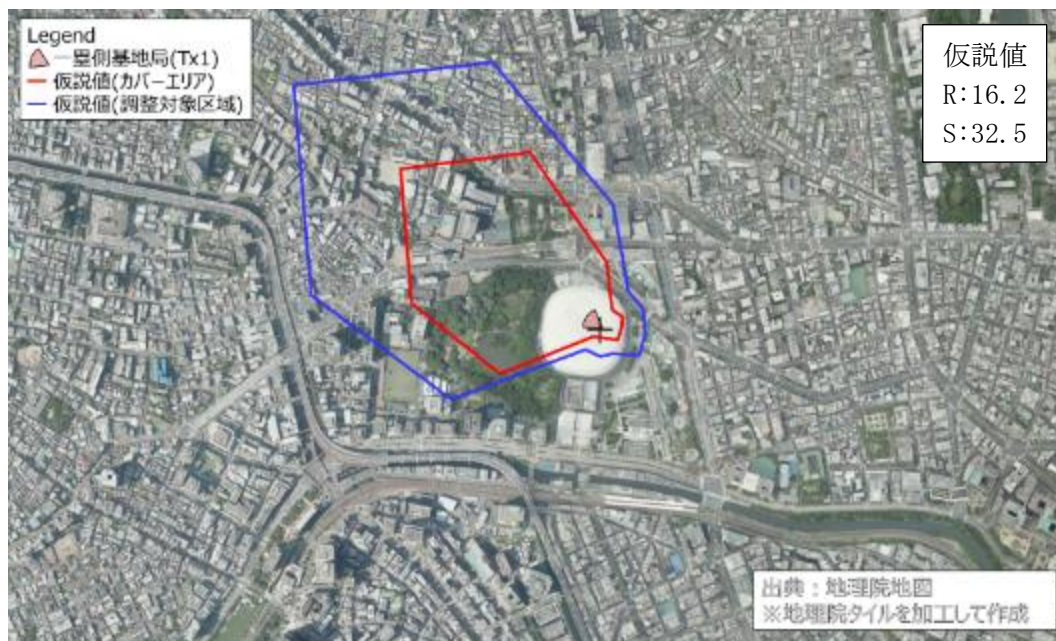 Legend
一塁側基地局(Tx1)
仮説値(カバーエリア)
仮説値(調整対象区域)
仮説値
R:16.2
S:32.5
出典：地理院地図
※地理院タイルを加工して作成